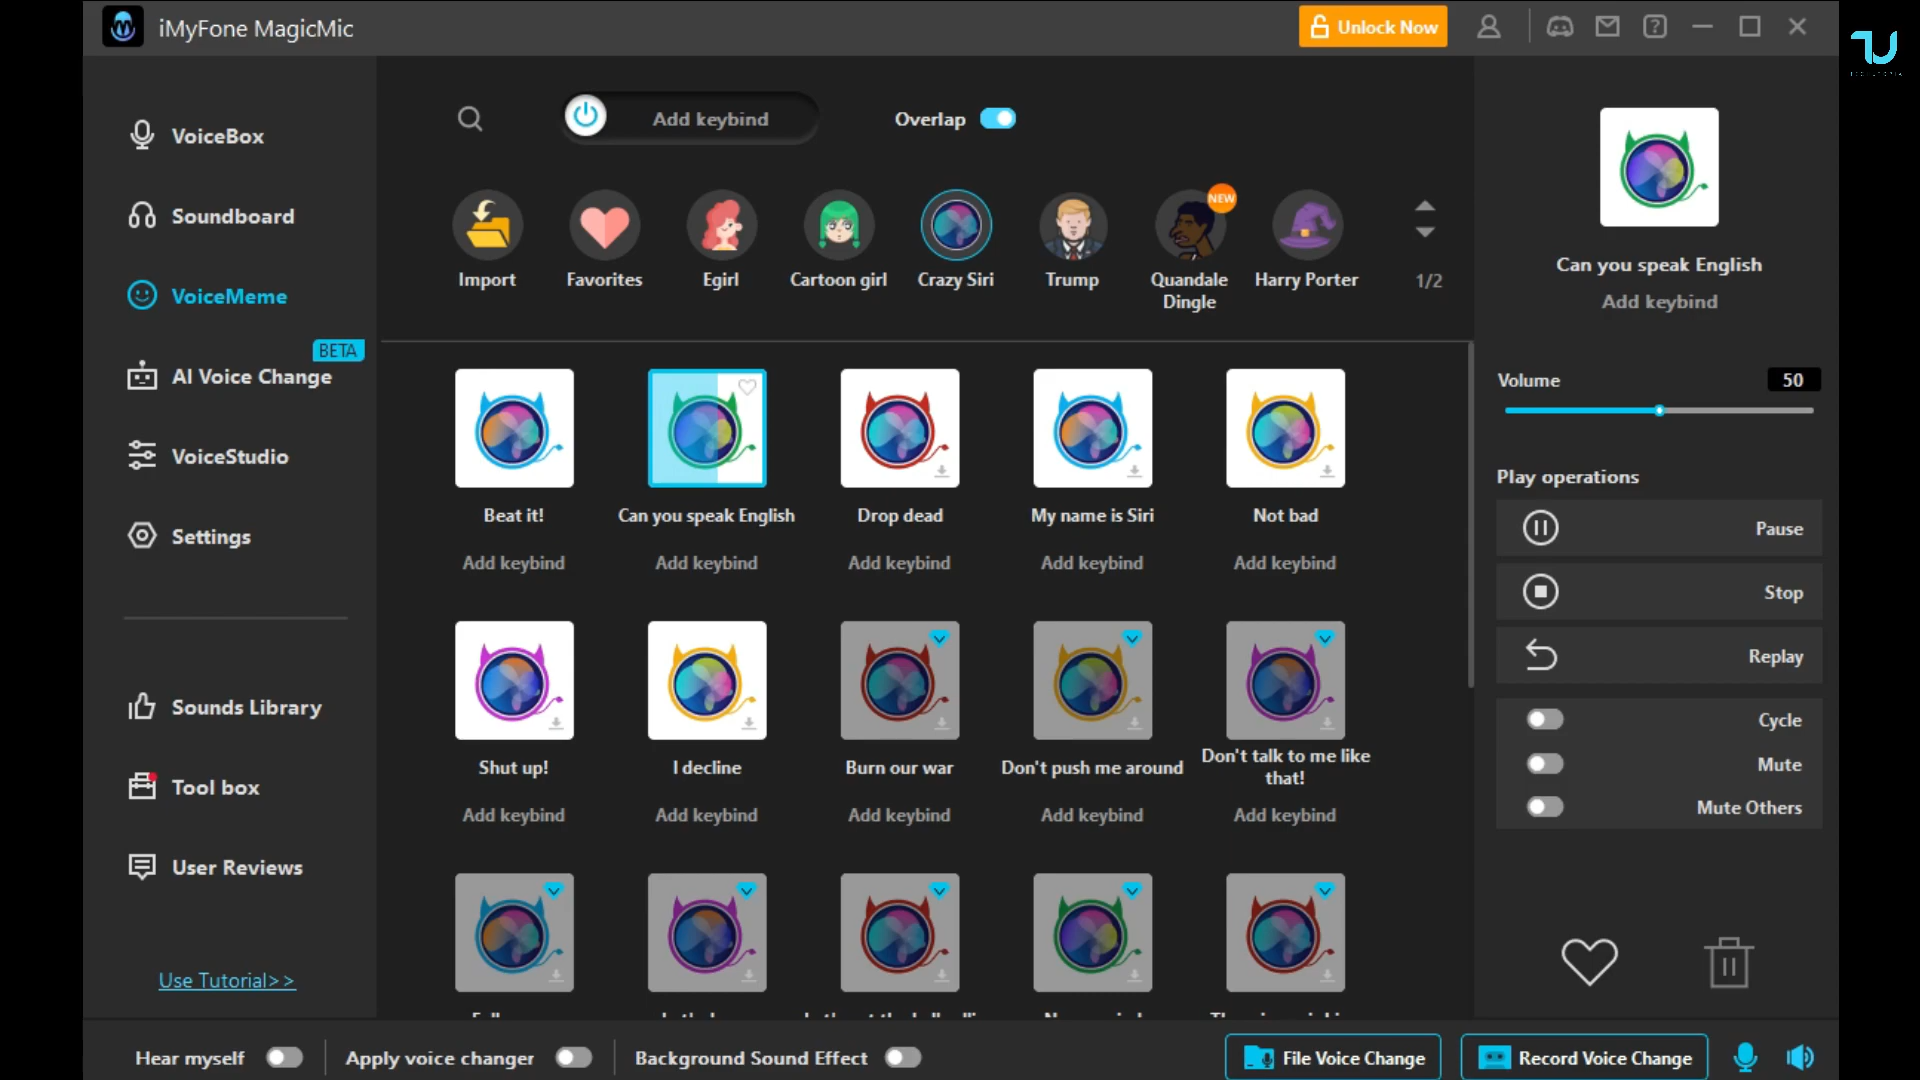 iMyFone MagicMic
Unlock Now
VoiceBox
Soundboard
VoiceMeme
BETA
AI Voice Change
VoiceStudio
Settings
Sounds Library
Tool box
User Reviews
Use Tutorial>>
Add keybind
Overlap
Import
Favorites
Egirl
Cartoon girl
Crazy Siri
Trump
NEW
Quandale
Dingle
Harry Porter
1/2
Beat it!
Can you speak English
Drop dead
My name is Siri
Not bad
Add keybind
Add keybind
Add keybind
Add keybind
Add keybind
Shut up!
I decline
Burn our war
Don't push me around
Don't talk to me like
that!
Add keybind
Add keybind
Add keybind
Add keybind
Add keybind
Can you speak English
Add keybind
Volume
50
Play operations
Pause
Stop
Replay
Cycle
Mute
Mute Others
Hear myself
Apply voice changer
Background Sound Effect
File Voice Change
Record Voice Change